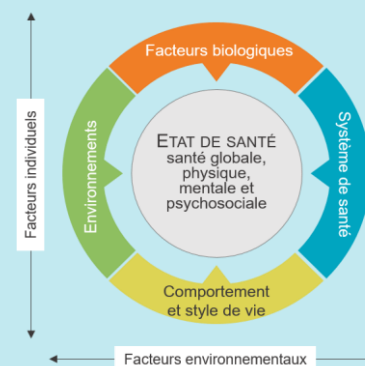 Facteurs biologiques
Facteurs individuels
Environnements
ETAT DE SANTÉ
santé globale,
physique,
mentale et
psychosociale
Système de santé
Comportement
et style de vie
Facteurs environnementaux